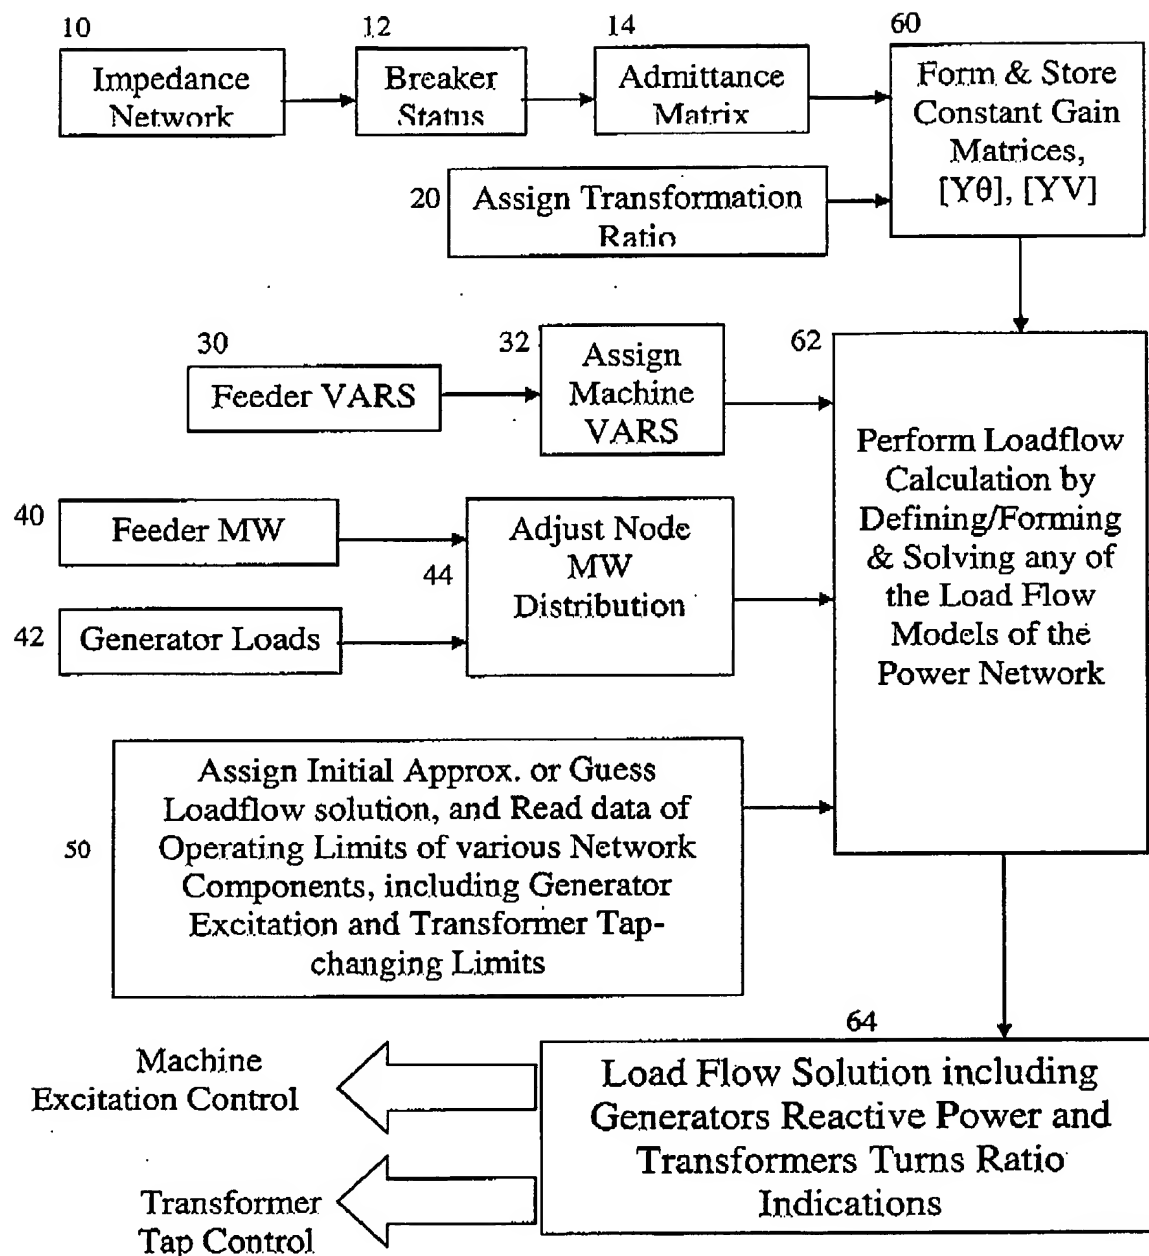 10
Impedance
Network
12
Breaker
Status
14
Admittance
Matrix
60
Form & Store
Constant Gain
Matrices,
[Yθ], [YV]
20
Assign Transformation
Ratio
30
Feeder VARS
32
Assign
Machine
VARS
62
Perform Loadflow
Calculation by
Defining/Forming
& Solving any of
the Load Flow
Models of the
Power Network
40
Feeder MW
42
Generator Loads
44
Adjust Node
MW
Distribution
50
Assign Initial Approx. or Guess
Loadflow solution, and Read data of
Operating Limits of various Network
Components, including Generator
Excitation and Transformer Tap-
changing Limits
64
Load Flow Solution including
Generators Reactive Power and
Transformers Turns Ratio
Indications
Machine
Excitation Control
Transformer
Tap Control